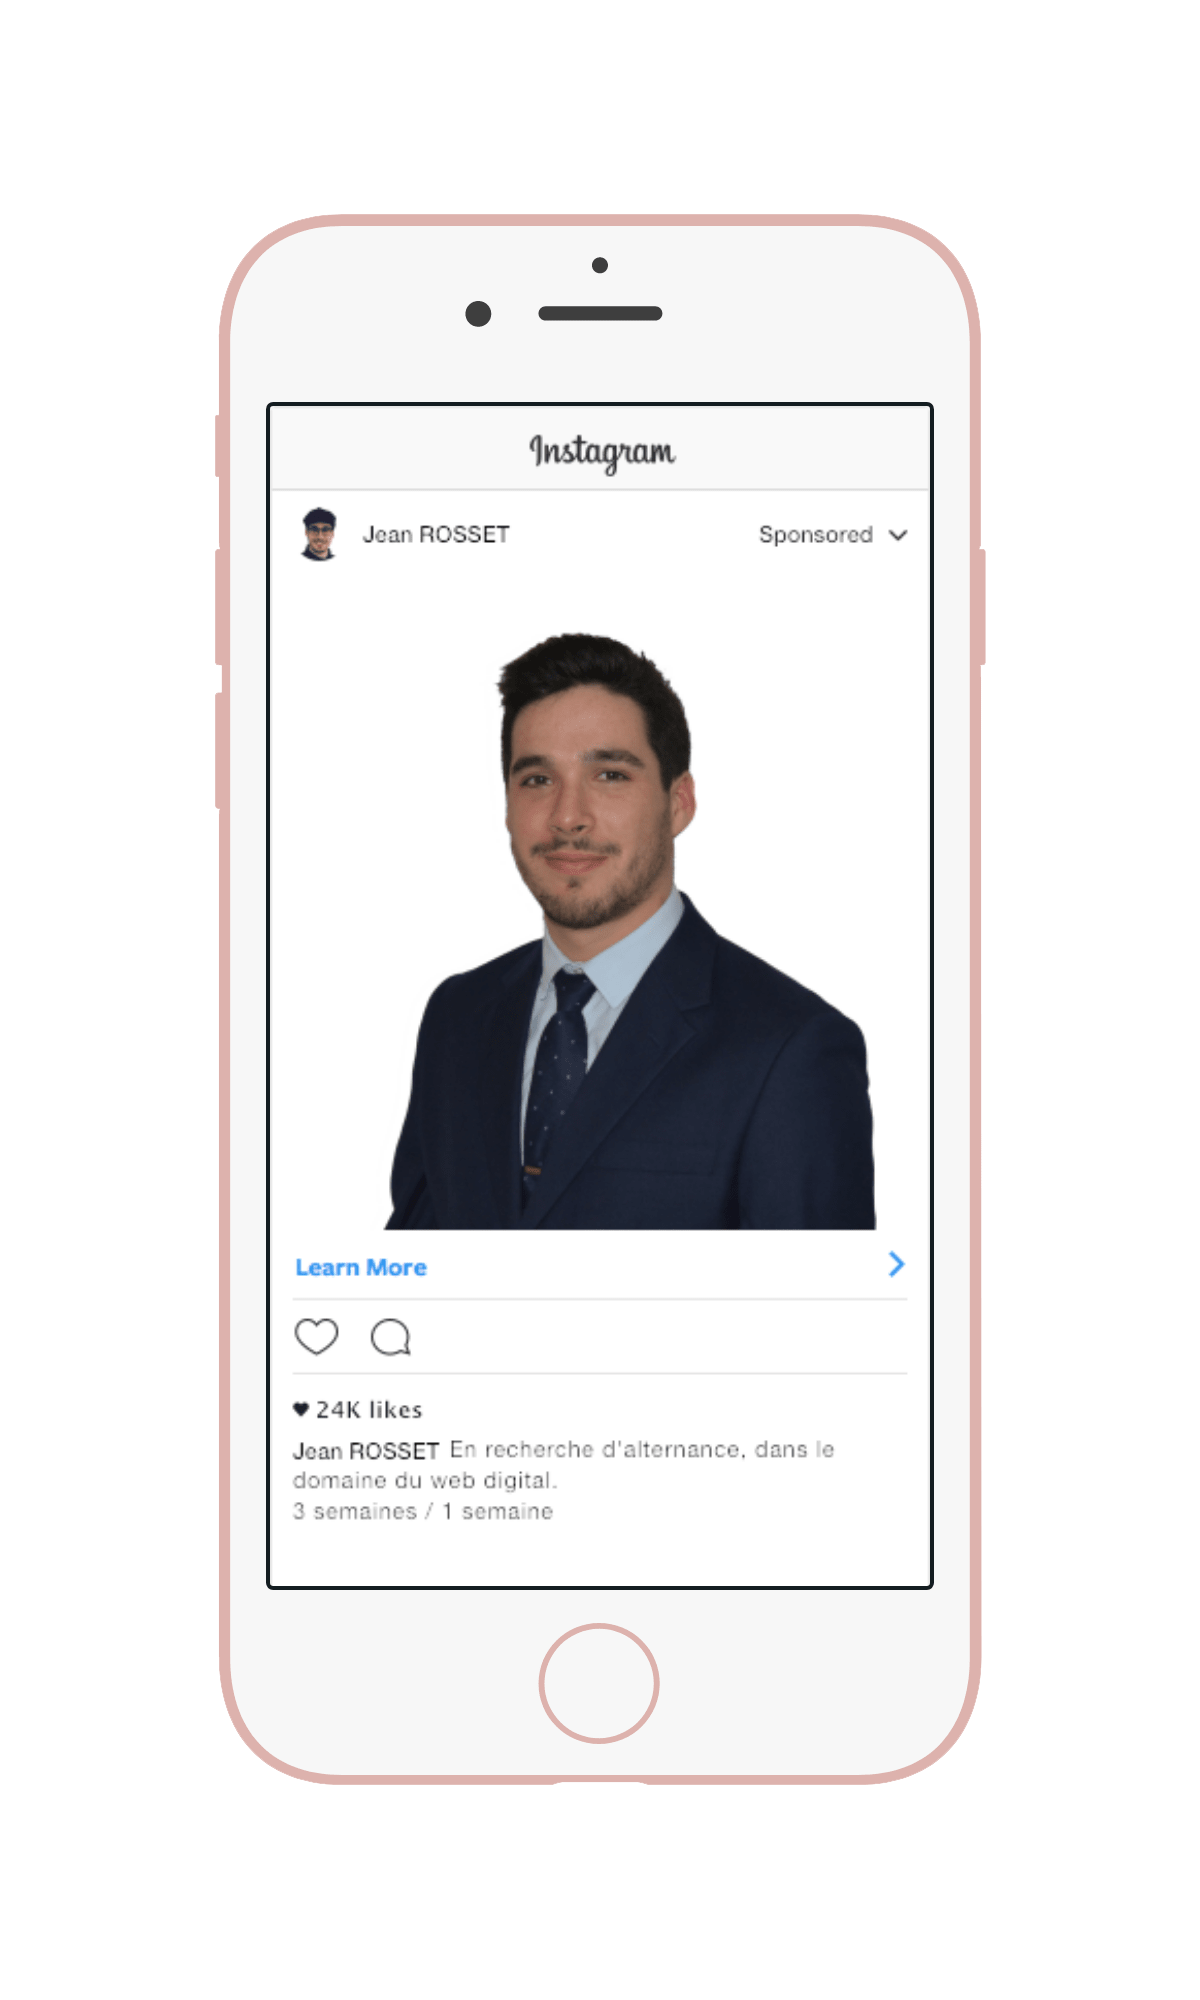 Instagram
Jean ROSSET Sponsored
Learn More
24K likes
Jean ROSSET En recherche d'alternance, dans le
domaine du web digital.
3 semaines / 1 semaine